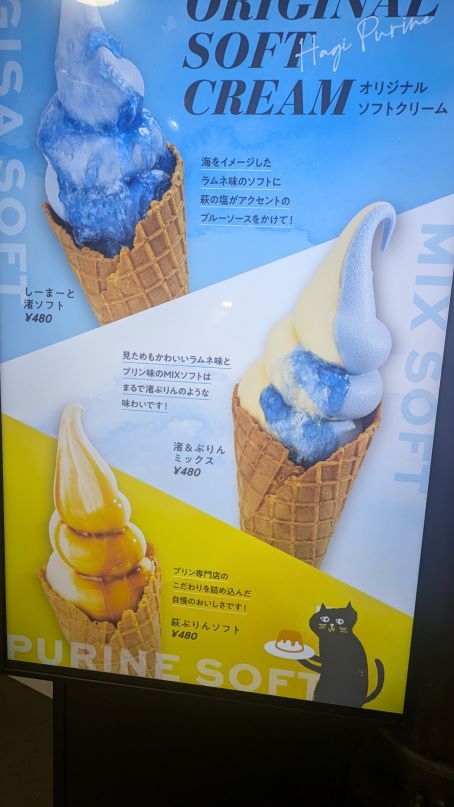 ORIGINAL
SOFT
CREAM
Hagi Purine
オリジナル
ソフトクリーム
GISA SOFT
海をイメージした
ラムネ味のソフトに
萩の塩がアクセントの
ブルーソースをかけて!
しーまーと
渚ソフト
¥480
MIX SOFT
見ためもかわいいラムネ味と
プリン味のMIXソフトは
まるで渚ぷりんのような
味わいです!
渚&ぷりん
ミックス
¥480
プリン専門店の
こだわりを詰め込んだ
自慢のおいしさです!
萩ぷりんソフト
¥480
PURINE SOFT